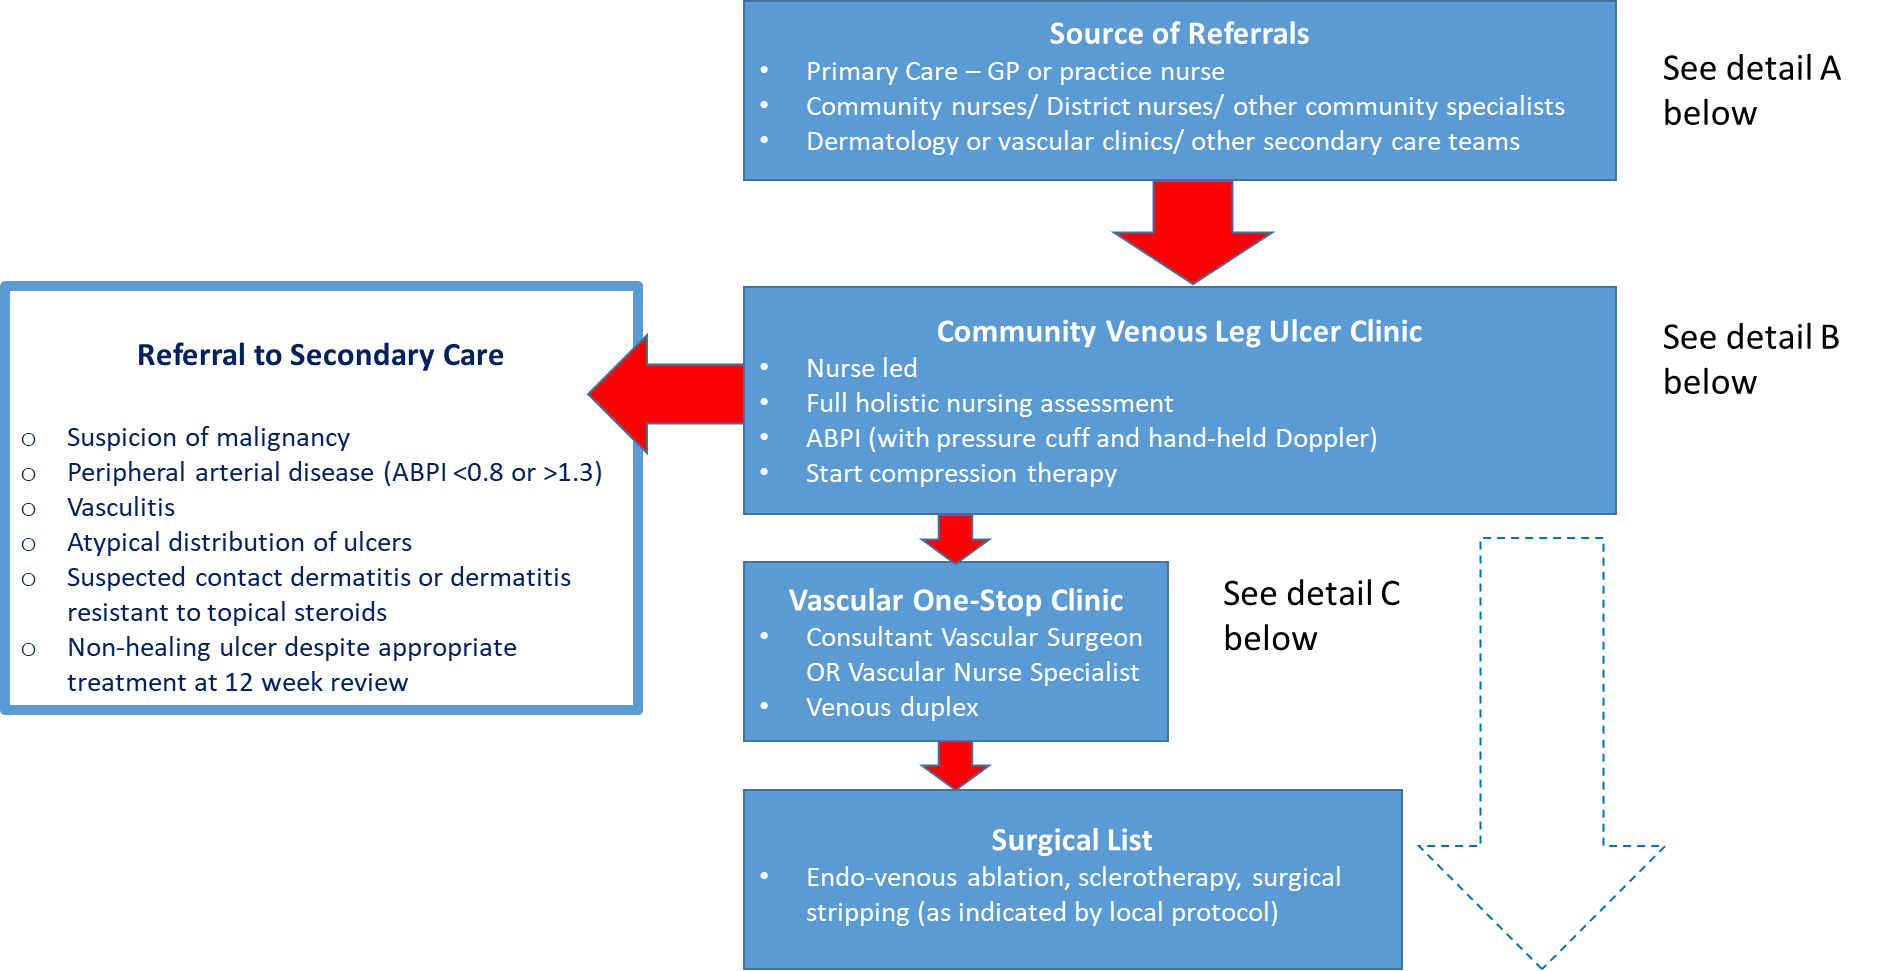 Source of Referrals
• Primary Care – GP or practice nurse
• Community nurses/ District nurses/ other community specialists
• Dermatology or vascular clinics/ other secondary care teams
See detail A
below
Referral to Secondary Care
o Suspicion of malignancy
o Peripheral arterial disease (ABPI <0.8 or >1.3)
o Vasculitis
o Atypical distribution of ulcers
o Suspected contact dermatitis or dermatitis
resistant to topical steroids
o Non-healing ulcer despite appropriate
treatment at 12 week review
Community Venous Leg Ulcer Clinic
• Nurse led
• Full holistic nursing assessment
• ABPI (with pressure cuff and hand-held Doppler)
• Start compression therapy
See detail B
below
Vascular One-Stop Clinic
• Consultant Vascular Surgeon
OR Vascular Nurse Specialist
• Venous duplex
See detail C
below
Surgical List
• Endo-venous ablation, sclerotherapy, surgical
stripping (as indicated by local protocol)